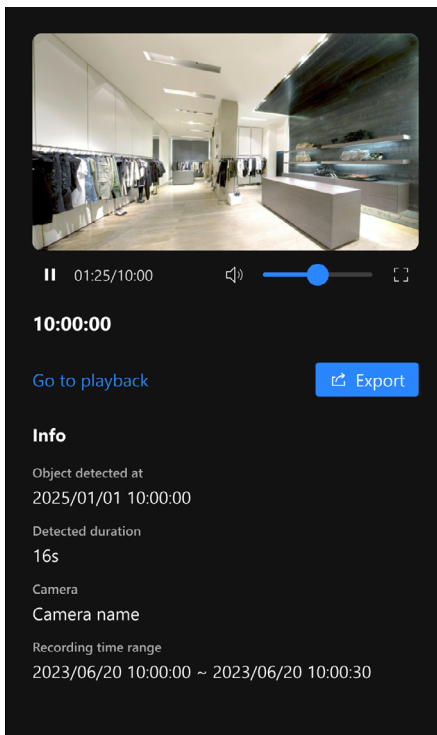 01:25/10:00
10:00:00
Go to playback
Export
Info
Object detected at
2025/01/01 10:00:00
Detected duration
16s
Camera
Camera name
Recording time range
2023/06/20 10:00:00 ~ 2023/06/20 10:00:30